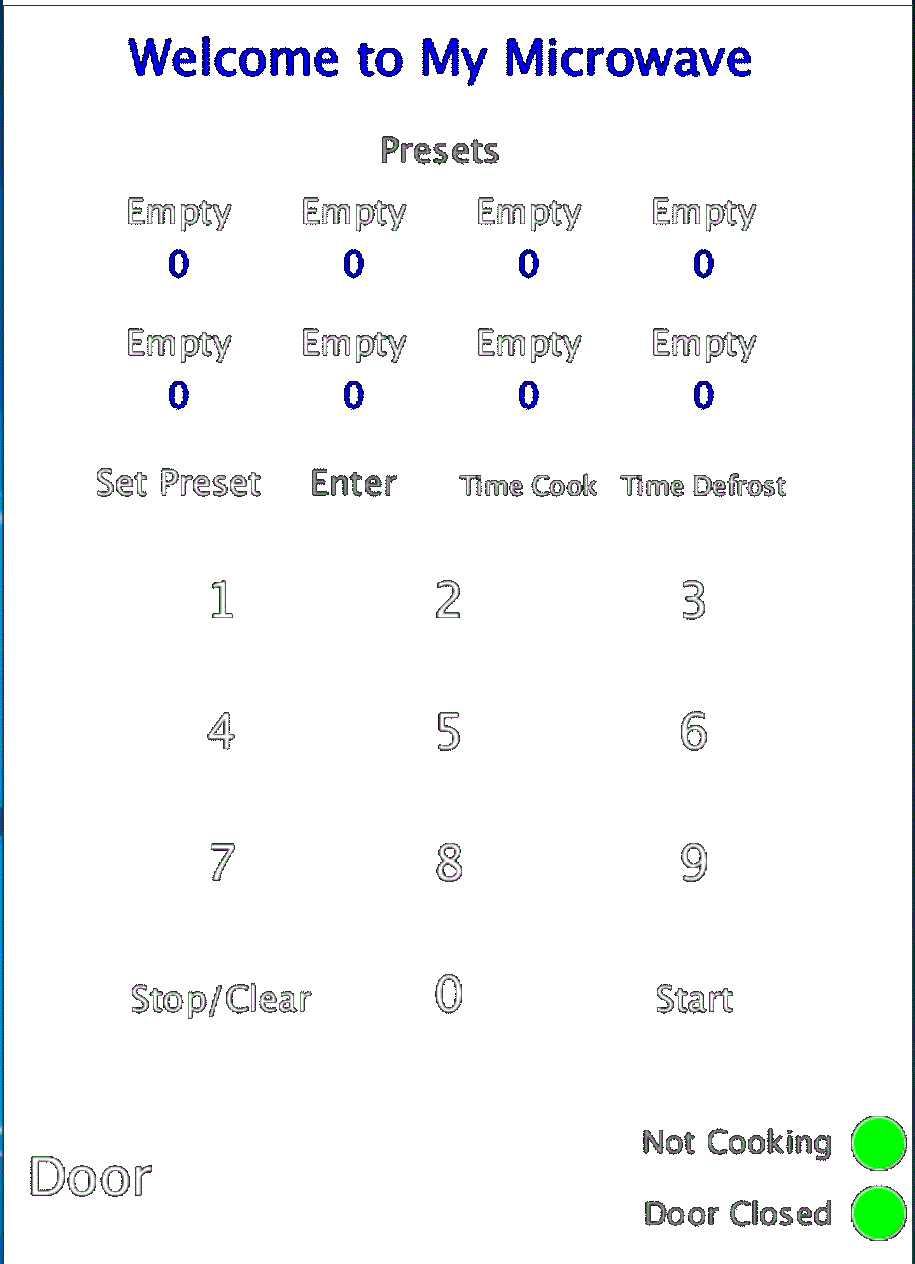 Welcome to My Microwave
Presets
Empty Empty Empty Empty
0 0 0 0
Empty Empty Empty Empty
0 0 0 0
Set Preset Enter Time Cook Time Defrost
1 2 3
4 5 6
7 8 9
Stop/Clear 0 Start
Not Cooking
Door
Door Closed